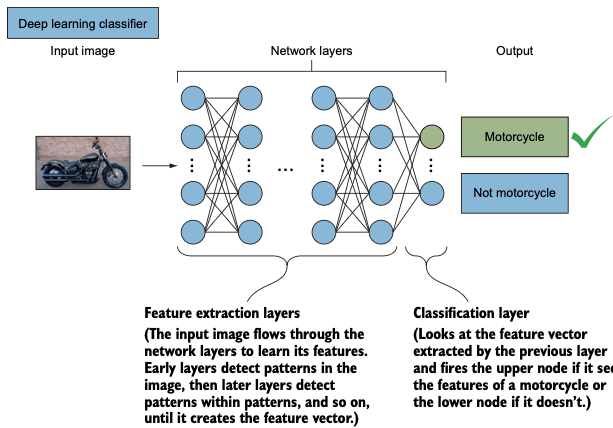 Deep learning classifier
Input image
Network layers
Output
Motorcycle
Not motorcycle
...
Feature extraction layers
(The input image flows through the
network layers to learn its features.
Early layers detect patterns in the
image, then later layers detect
patterns within patterns, and so on,
until it creates the feature vector.)
Classification layer
(Looks at the feature vector
extracted by the previous layer
and fires the upper node if it see
the features of a motorcycle or
the lower node if it doesn't.)